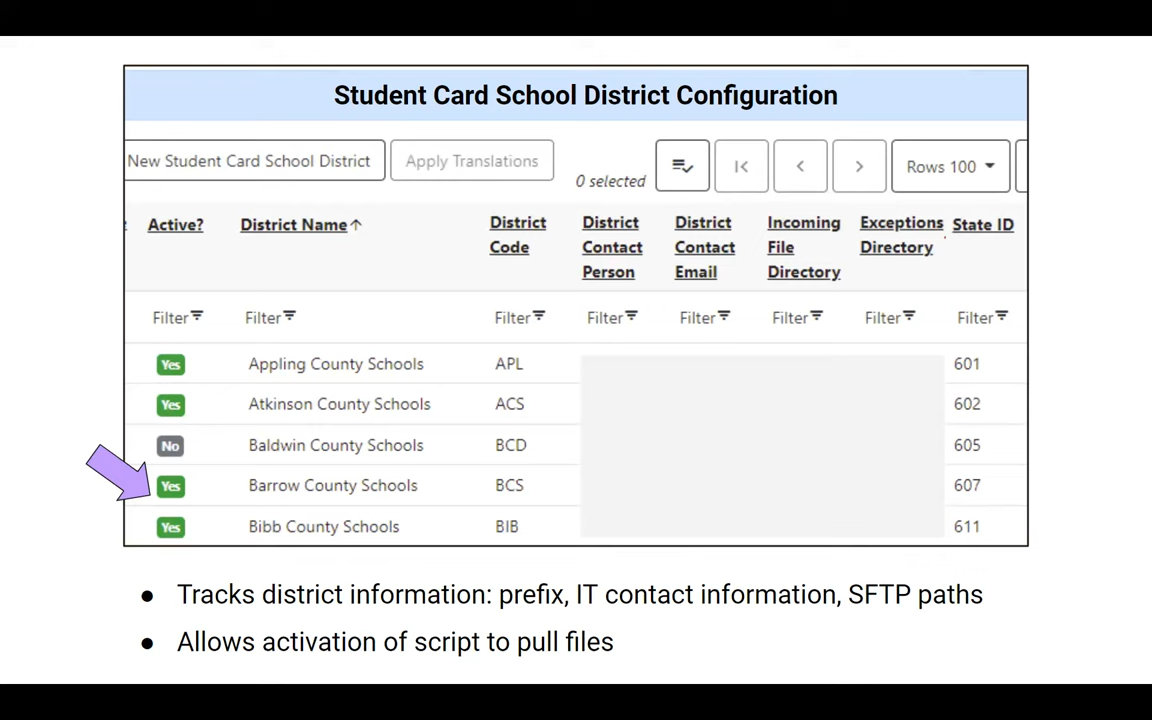 Student Card School District Configuration
New Student Card School District
Apply Translations
0 selected
Rows 100
Active?
District Name
District Code
District Contact Person
District Contact Email
Incoming File Directory
Exceptions Directory
State ID
Filter Filter Filter Filter Filter Filter Filter Filter
Yes Appling County Schools APL 601
Yes Atkinson County Schools ACS 602
No Baldwin County Schools BCD 605
Yes Barrow County Schools BCS 607
Yes Bibb County Schools BIB 611
● Tracks district information: prefix, IT contact information, SFTP paths
● Allows activation of script to pull files